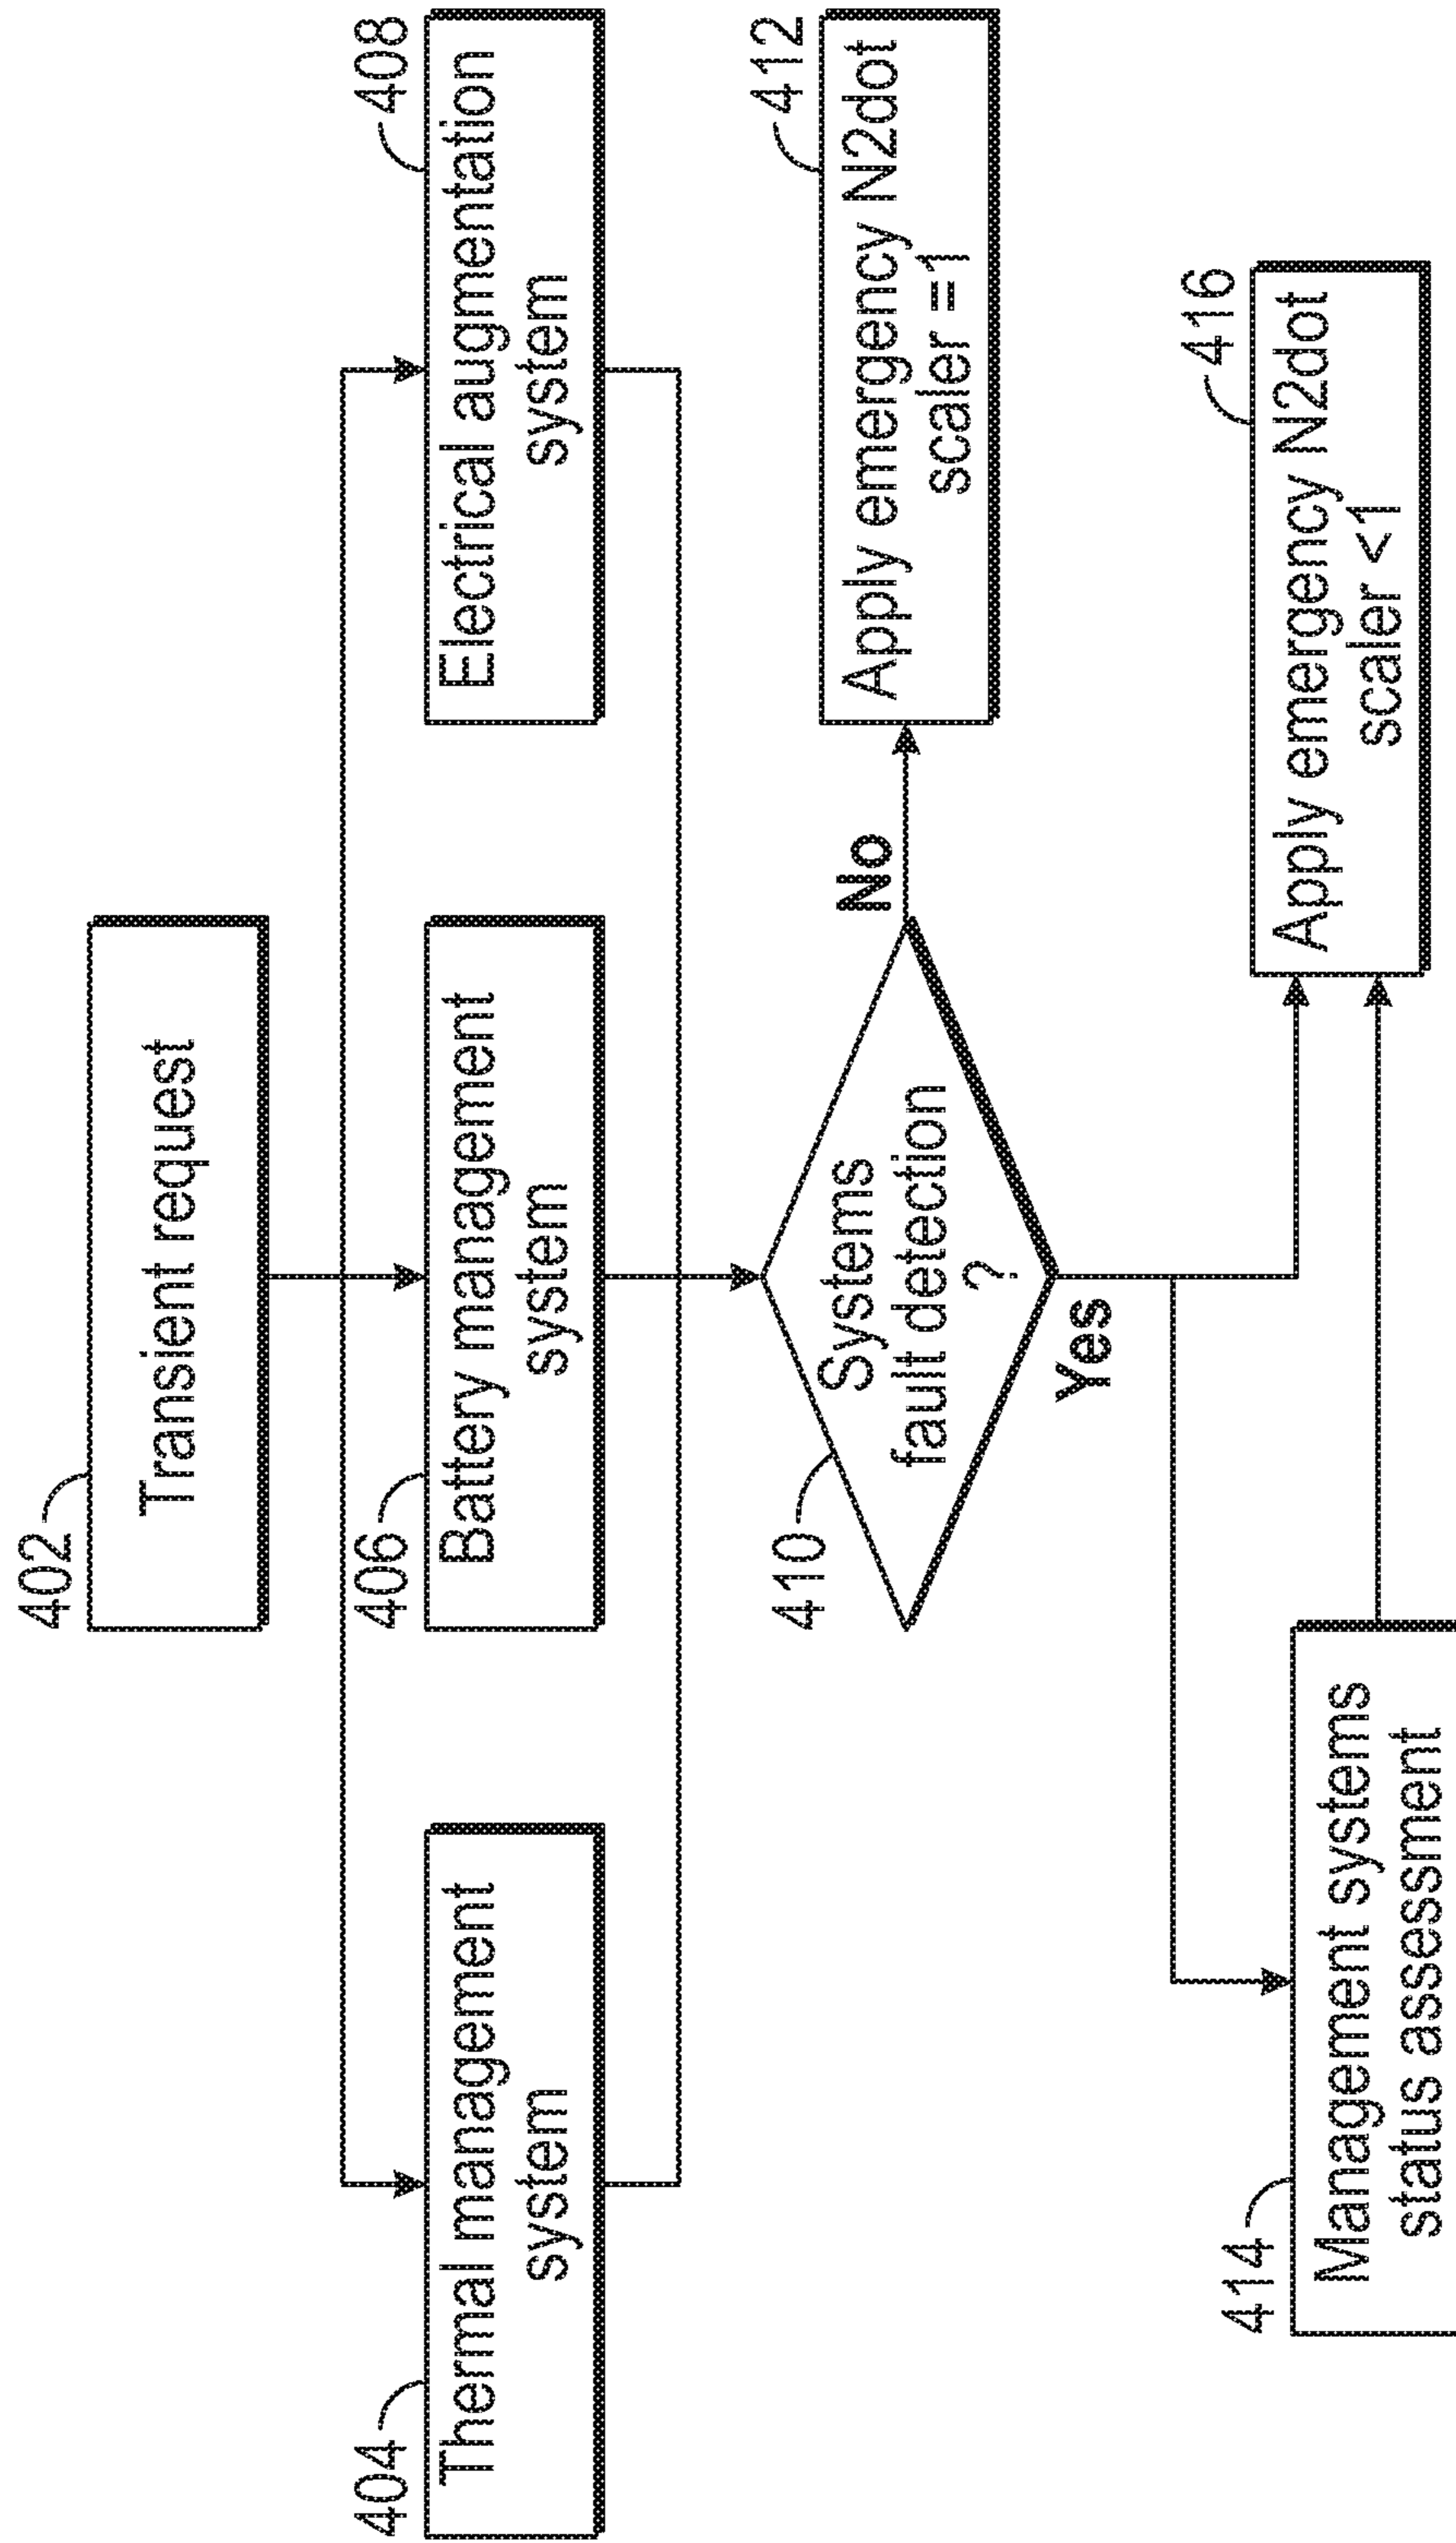 402
Transient request
404
Thermal management
system
406
Battery management
system
408
Electrical augmentation
system
410
Systems
fault detection
?
No
412
Apply emergency N2dot
scaler =1
Yes
414
Management systems
status assessment
416
Apply emergency N2dot
scaler <1